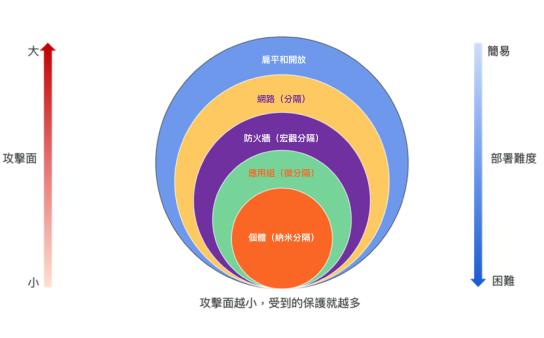 大
簡易
扁平和開放
網路（分隔）
防火牆（宏觀分隔）
攻擊面
部署難度
應用組（微分隔）
個體（納米分隔）
小
困難
攻擊面越小，受到的保護就越多